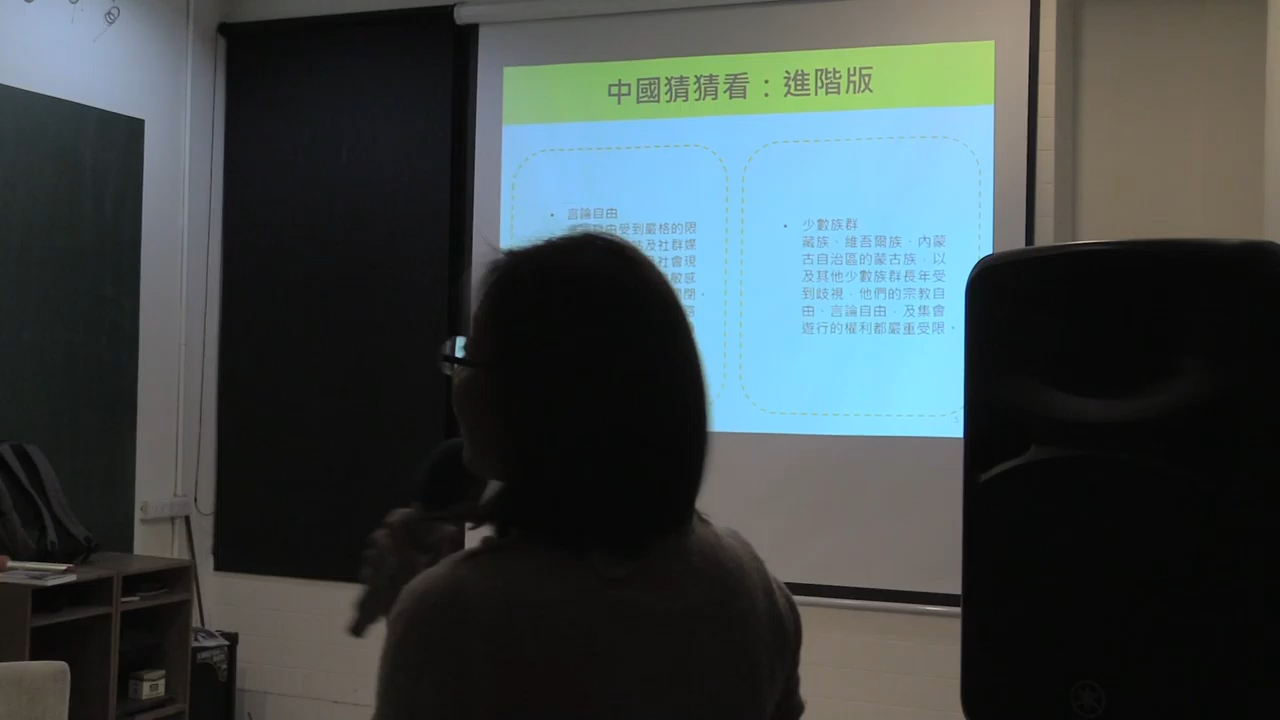 中國猜猜看：進階版
• 言論自由
由受到嚴格的限
及社群媒
社會現
敏感
閉。
• 少數族群
藏族、維吾爾族、內蒙
古自治區的蒙古族，以
及其他少數族群長年受
到歧視，他們的宗教自
由、言論自由，及集會
遊行的權利都嚴重受限。